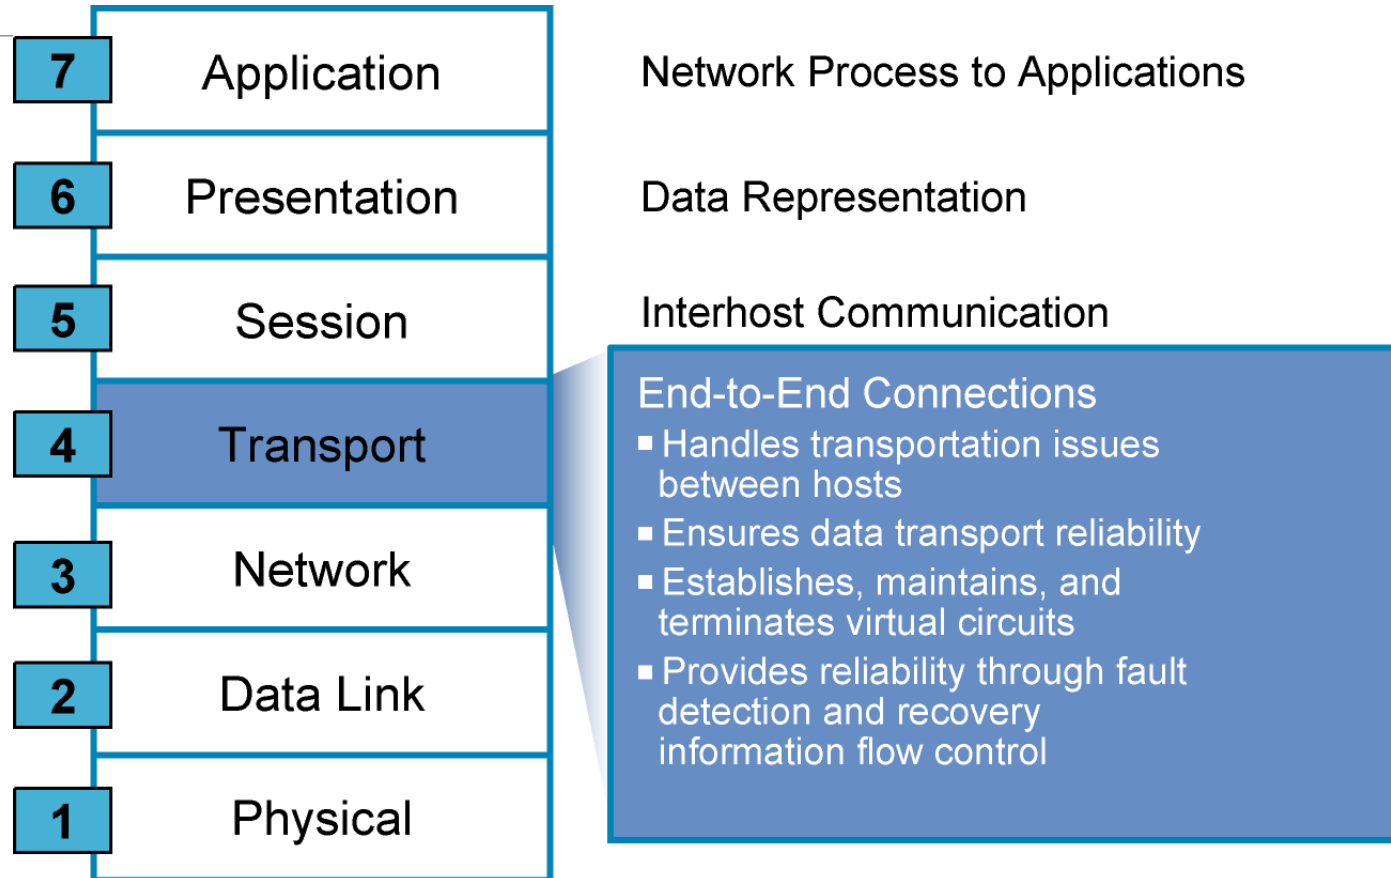 7 Application Network Process to Applications
6 Presentation Data Representation
5 Session Interhost Communication
4 Transport
End-to-End Connections
▪ Handles transportation issues
between hosts
▪ Ensures data transport reliability
▪ Establishes, maintains, and
terminates virtual circuits
▪ Provides reliability through fault
detection and recovery
information flow control
3 Network
2 Data Link
1 Physical